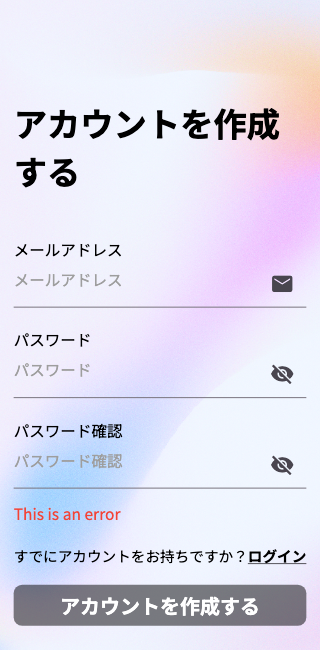 アカウントを作成
する
メールアドレス
メールアドレス
パスワード
パスワード
パスワード確認
パスワード確認
This is an error
すでにアカウントをお持ちですか？ログイン
アカウントを作成する